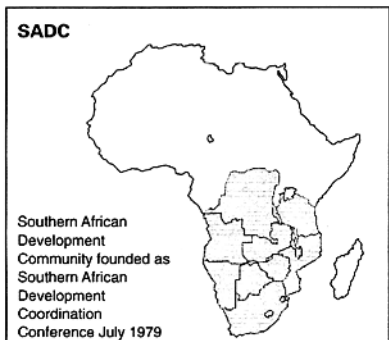 SADC
Southern African
Development
Community founded as
Southern African
Development
Coordination
Conference July 1979